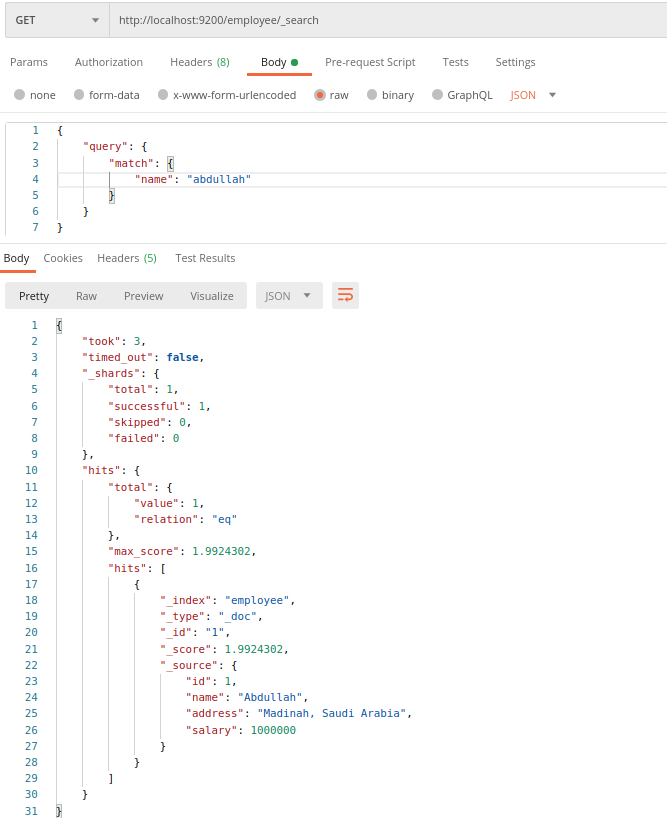 GET http://localhost:9200/employee/_search
Params Authorization Headers (8) Body Pre-request Script Tests Settings
none form-data x-www-form-urlencoded raw binary GraphQL JSON
1 {
2 "query": {
3 "match": {
4 "name": "abdullah"
5 }
6 }
7 }
Body Cookies Headers (5) Test Results
Pretty Raw Preview Visualize JSON
1 {
2 "took": 3,
3 "timed_out": false,
4 "_shards": {
5 "total": 1,
6 "successful": 1,
7 "skipped": 0,
8 "failed": 0
9 },
10 "hits": {
11 "total": {
12 "value": 1,
13 "relation": "eq"
14 },
15 "max_score": 1.9924302,
16 "hits": [
17 {
18 "_index": "employee",
19 "_type": "_doc",
20 "_id": "1",
21 "_score": 1.9924302,
22 "_source": {
23 "id": 1,
24 "name": "Abdullah",
25 "address": "Madinah, Saudi Arabia",
26 "salary": 1000000
27 }
28 }
29 ]
30 }
31 }